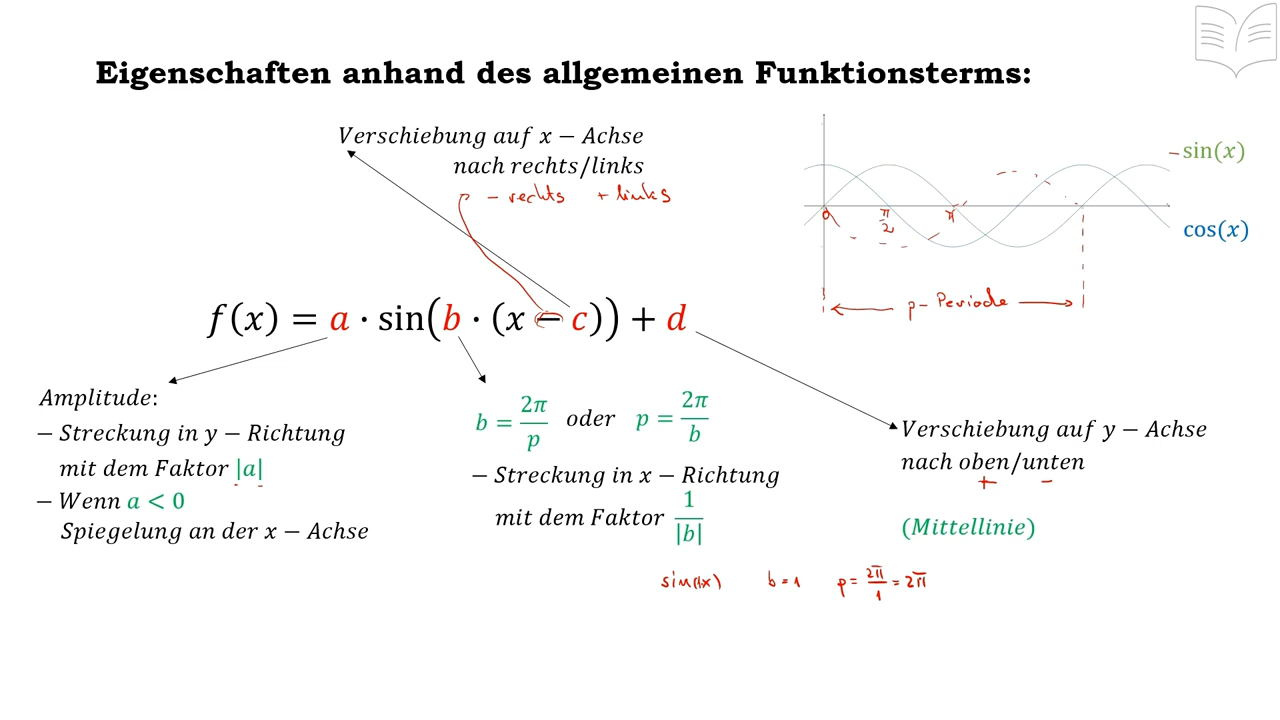 Eigenschaften anhand des allgemeinen Funktionsterms:
Verschiebung auf x − Achse
nach rechts/links
− rechts + links
− sin(x)
cos(x)
0 π/2 π
p - Periode
f(x) = a · sin(b · (x − c)) + d
Amplitude:
− Streckung in y − Richtung
mit dem Faktor |a|
− Wenn a < 0
Spiegelung an der x − Achse
b = 2π/p oder p = 2π/b
− Streckung in x − Richtung
mit dem Faktor 1/|b|
Verschiebung auf y − Achse
nach oben/unten
+ −
(Mittellinie)
sin(1x) b = 1 p = 2π/1 = 2π